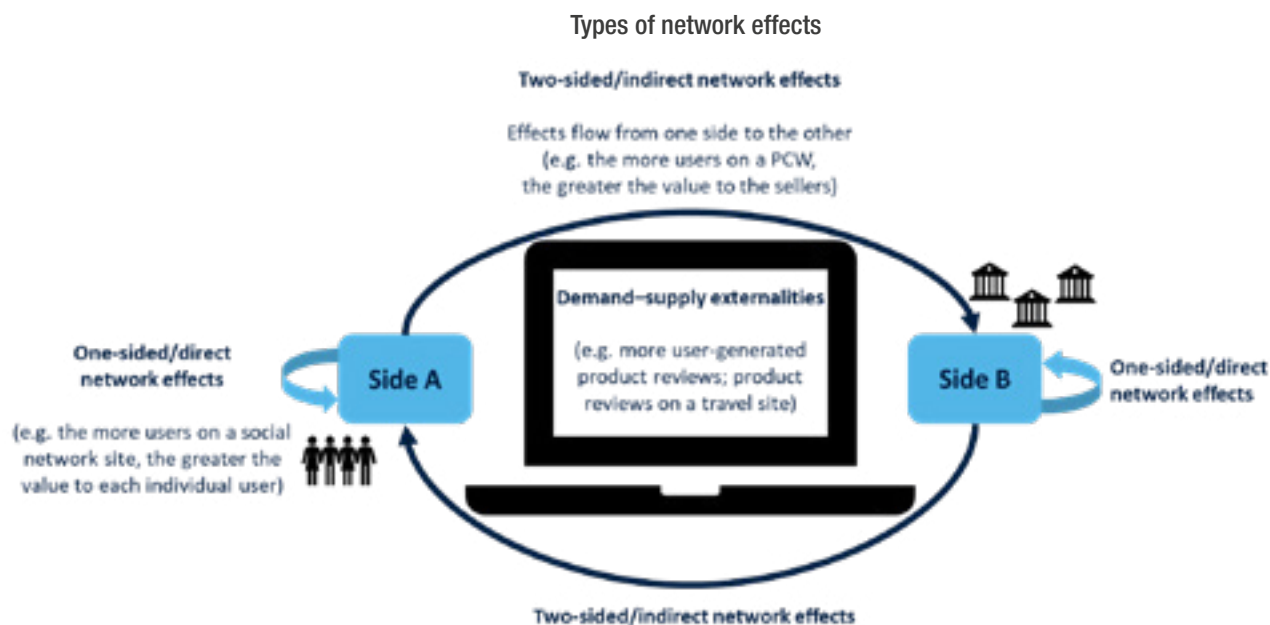 Types of network effects
Two-sided/indirect network effects
Effects flow from one side to the other
(e.g. the more users on a PCW,
the greater the value to the sellers)
Demand–supply externalities
(e.g. more user-generated
product reviews; product
reviews on a travel site)
One-sided/direct
network effects
Side A
(e.g. the more users on a social
network site, the greater the
value to each individual user)
Side B
One-sided/direct
network effects
Two-sided/indirect network effects